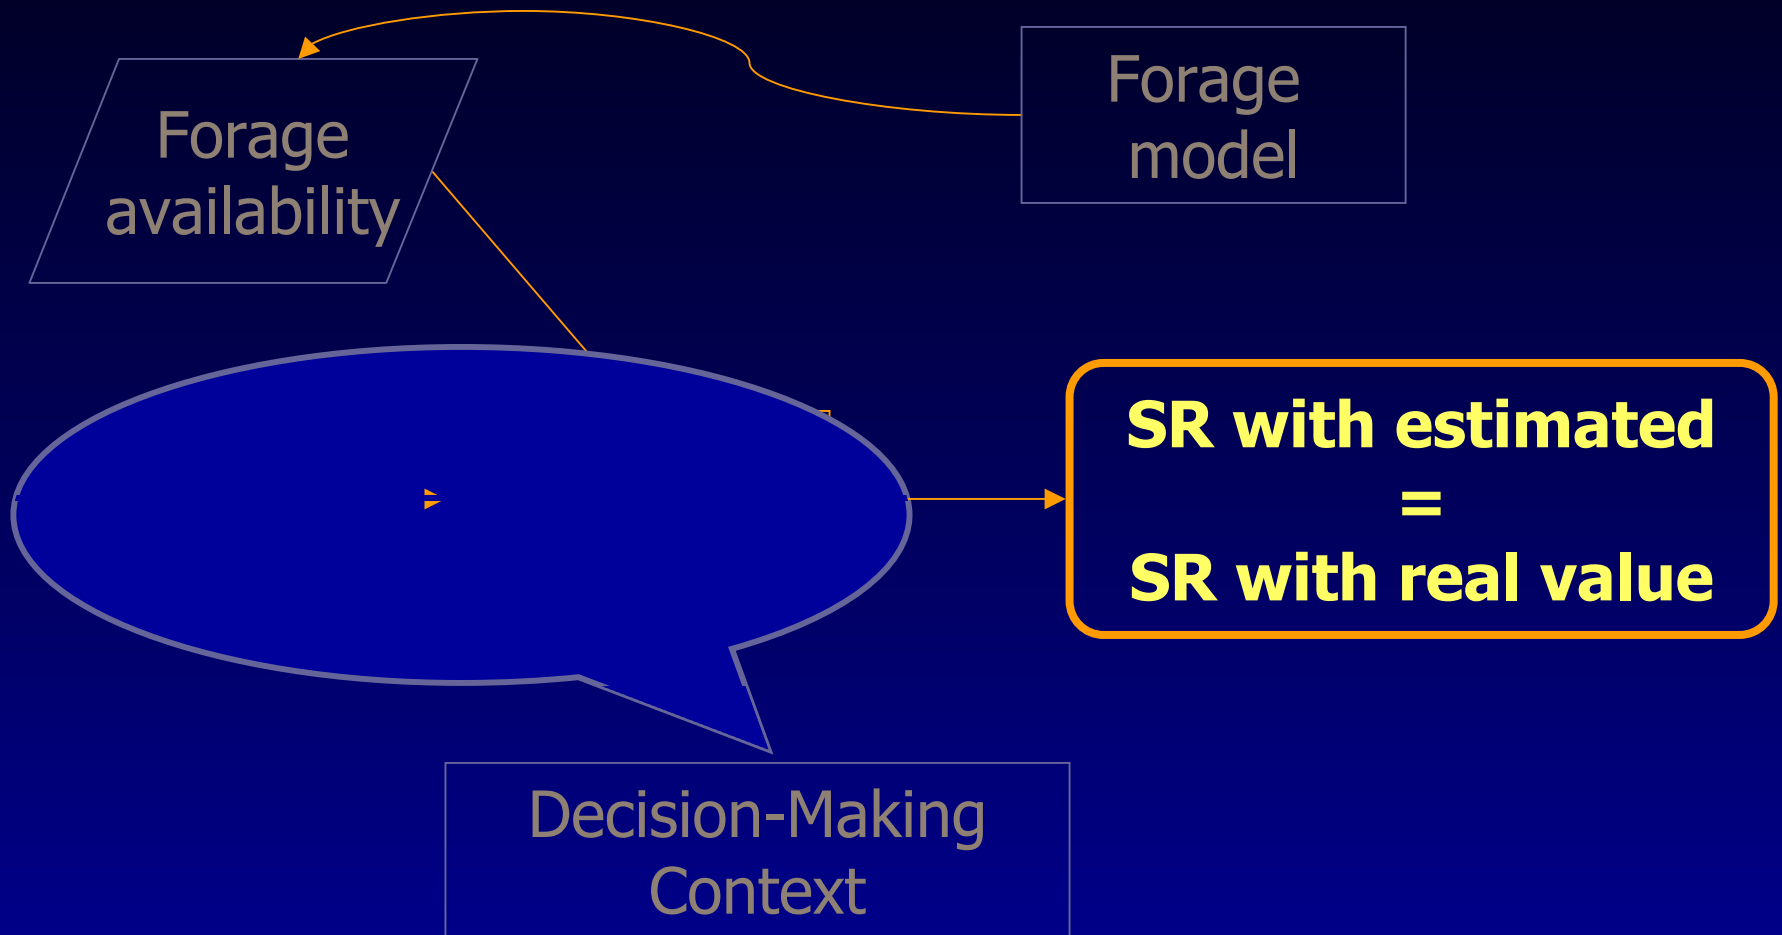 Forage
availability
Forage
model
SR with estimated
=
SR with real value
Decision-Making
Context